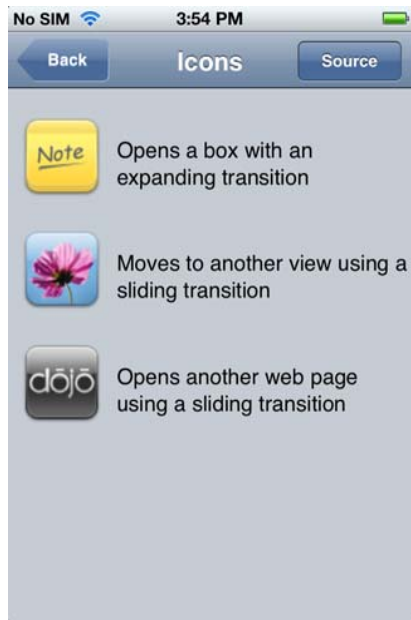 No SIM 3:54 PM
Back Icons Source
Note Opens a box with an
expanding transition
Moves to another view using a
sliding transition
dōjō Opens another web page
using a sliding transition